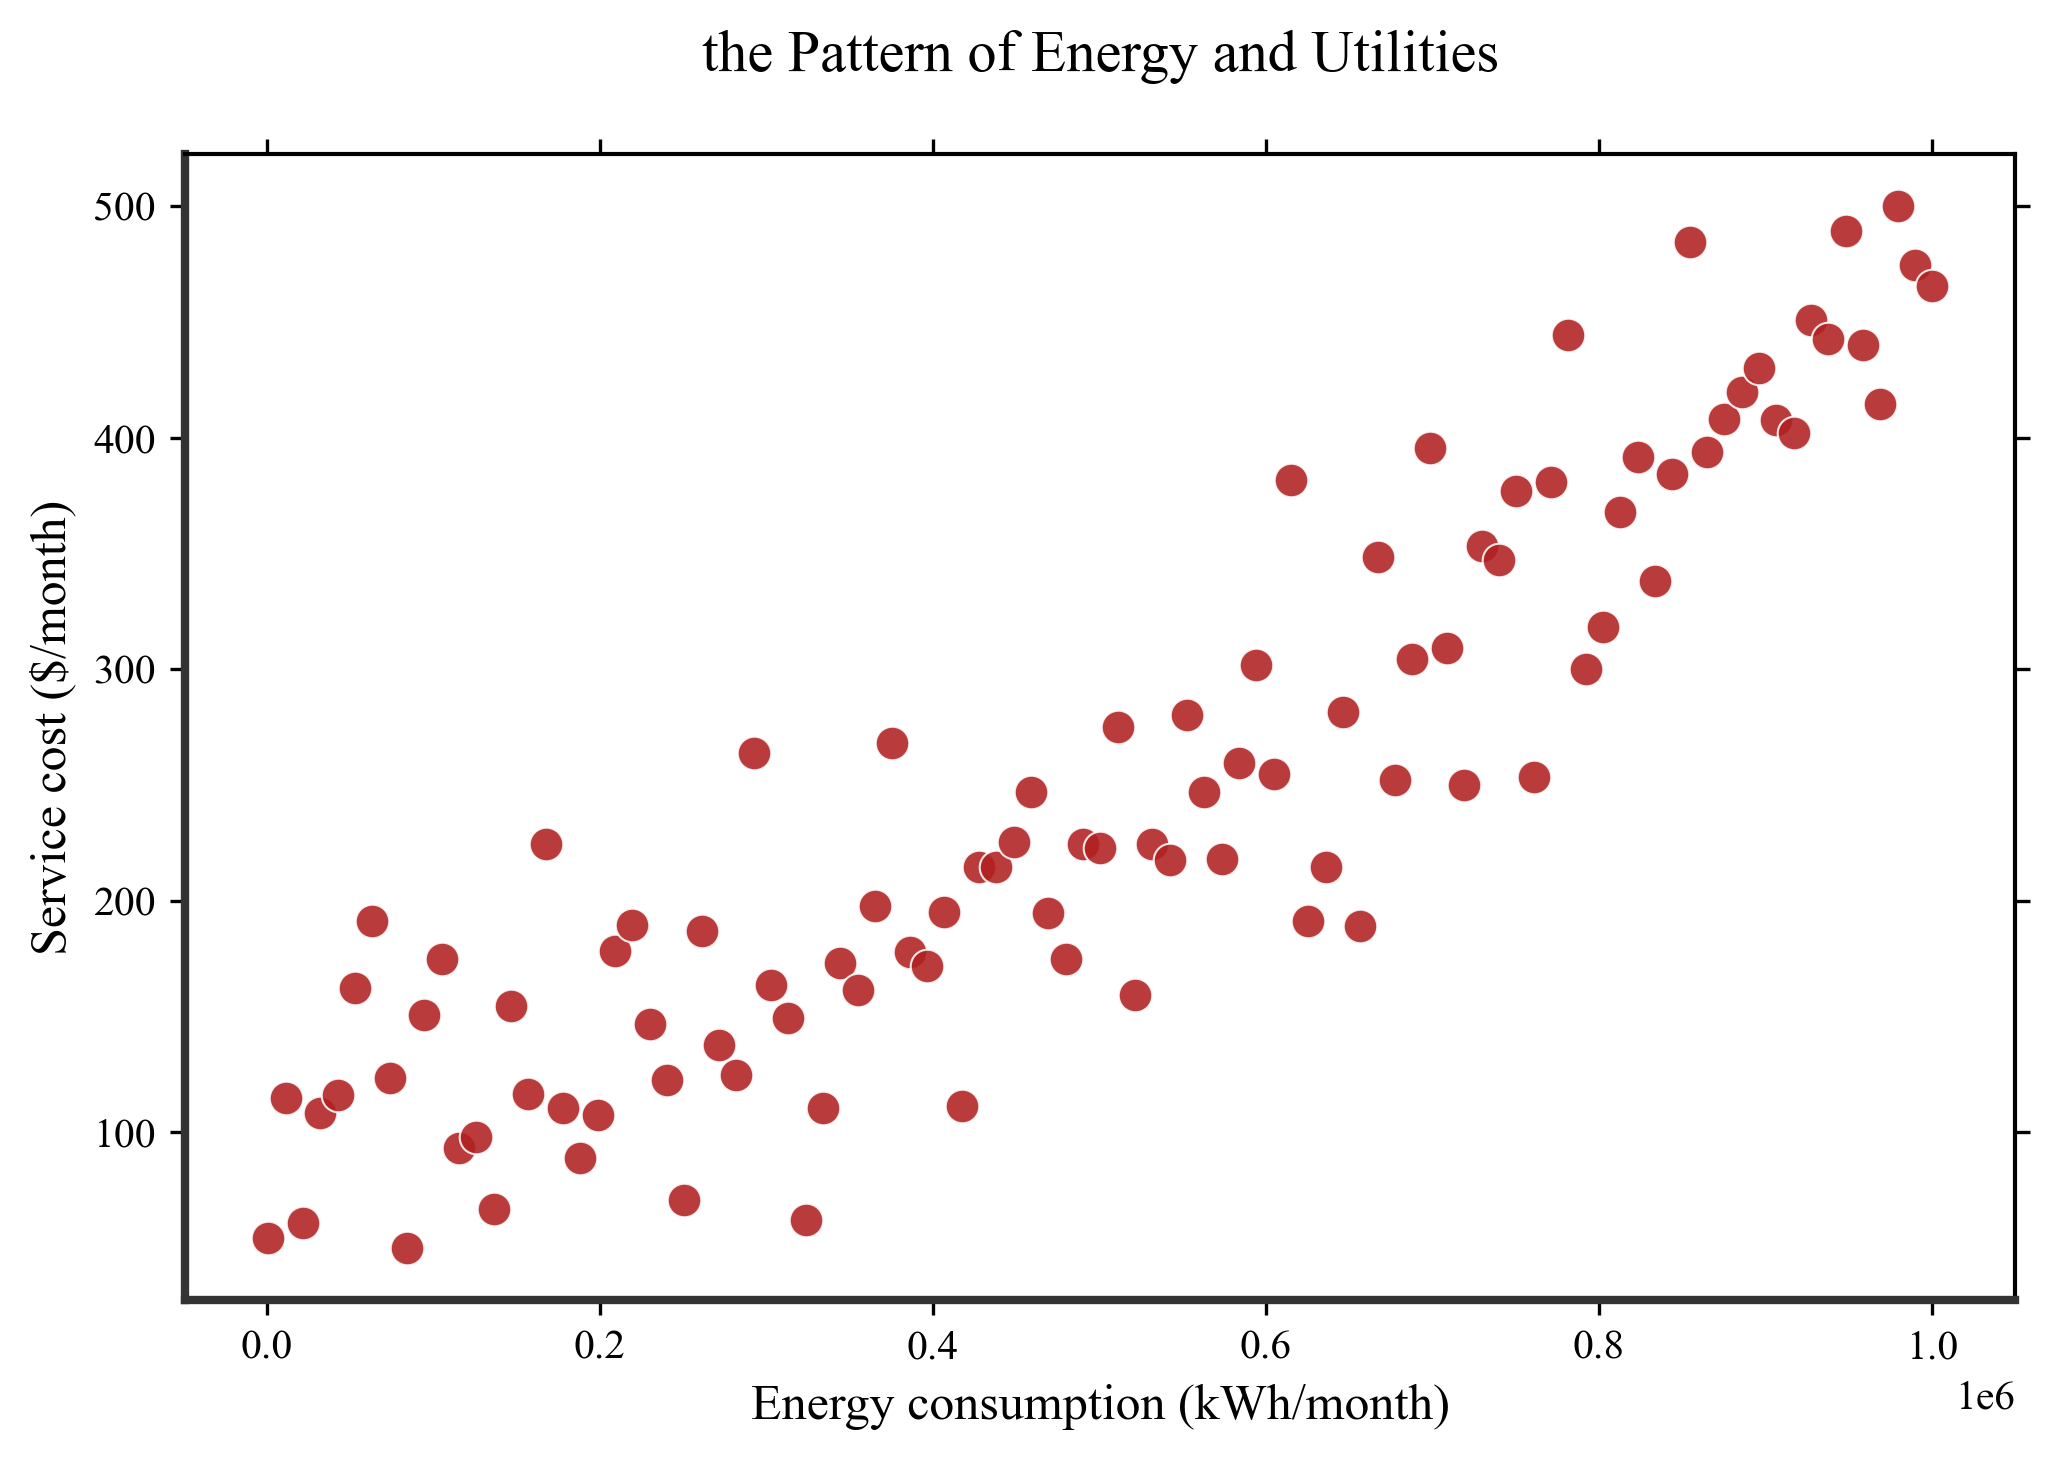 the Pattern of Energy and Utilities
500
400
300
200
100
Service cost ($/month)
0.0 0.2 0.4 0.6 0.8 1.0
1e6
Energy consumption (kWh/month)